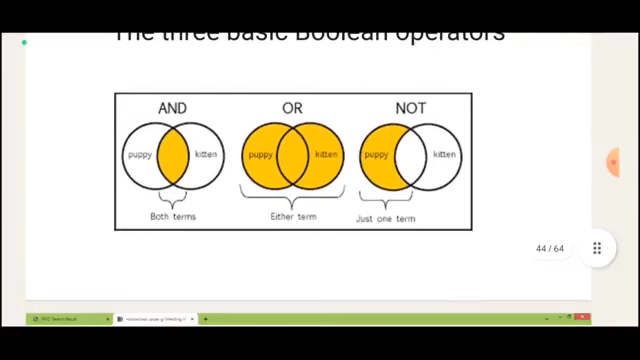 The three basic Boolean operators
AND OR NOT
puppy kitten puppy kitten puppy kitten
Both terms Either term Just one term
44 / 64